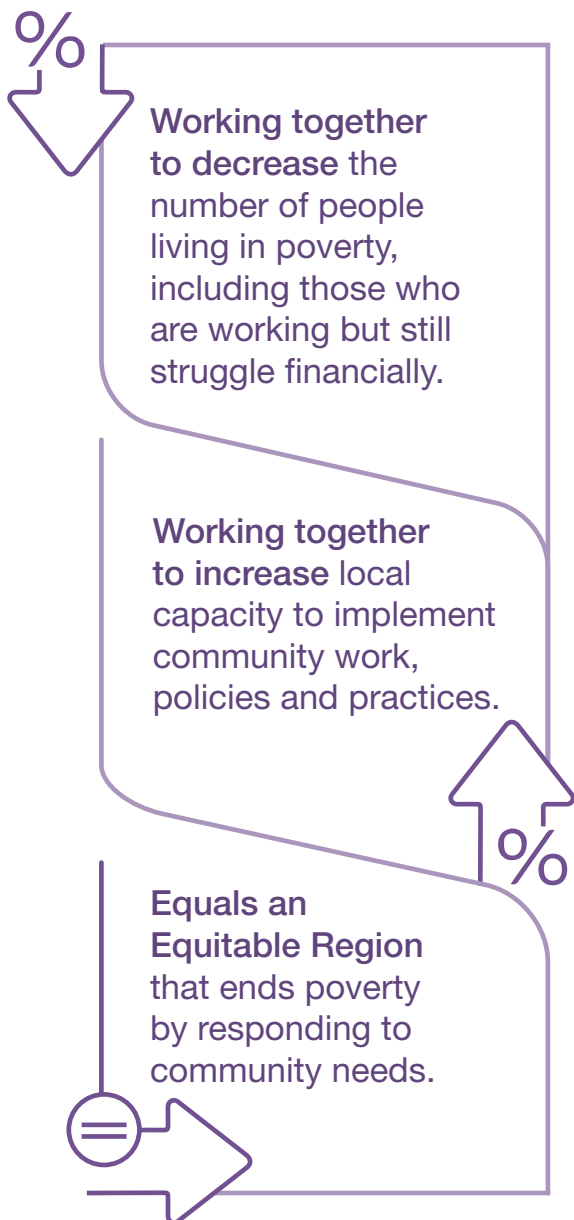 %
Working together
to decrease the
number of people
living in poverty,
including those who
are working but still
struggle financially.
Working together
to increase local
capacity to implement
community work,
policies and practices.
%
Equals an
Equitable Region
that ends poverty
by responding to
community needs.
=